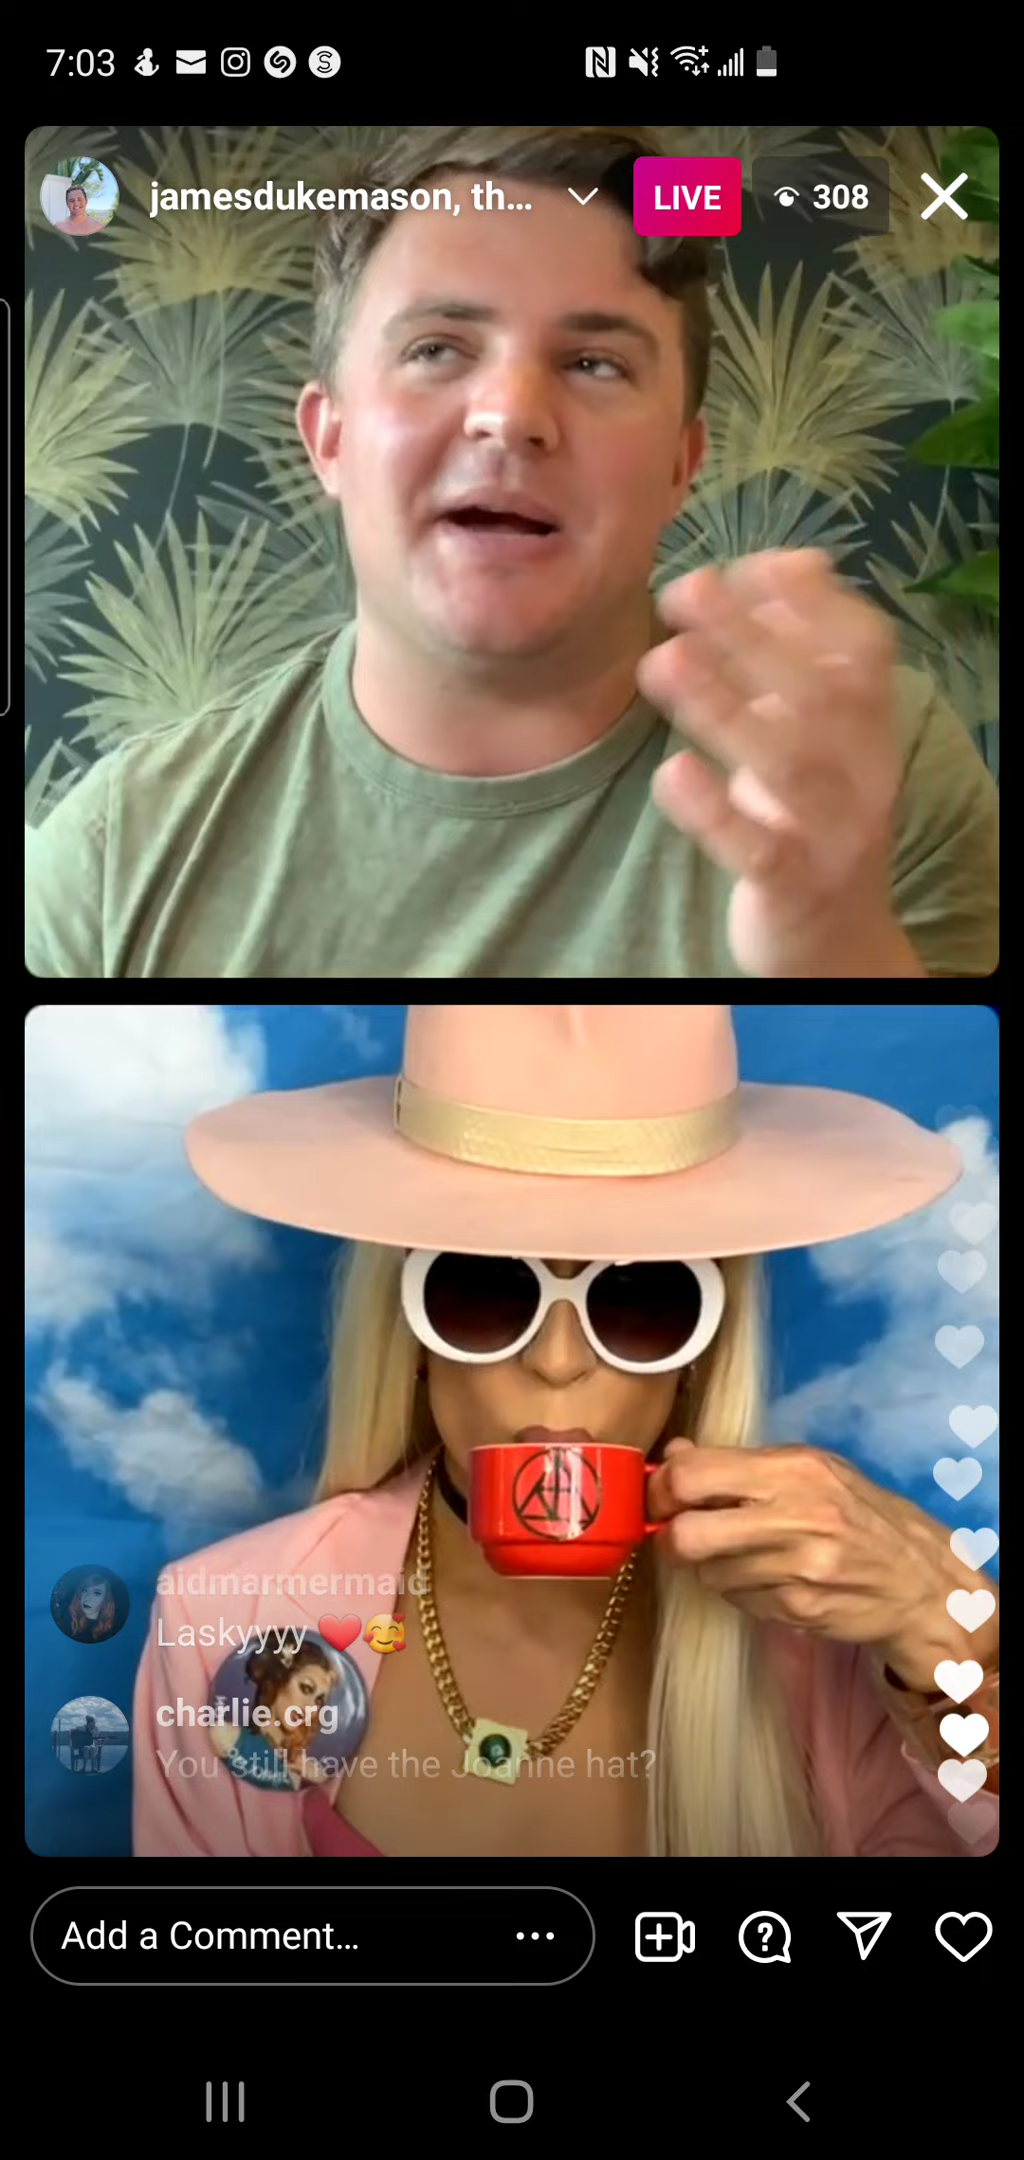 7:03
jamesdukemason, th...
LIVE
308
aidmarmermaid
Laskyyyy ❤️🥰
charlie.crg
You still have the Joanne hat?
Add a Comment...